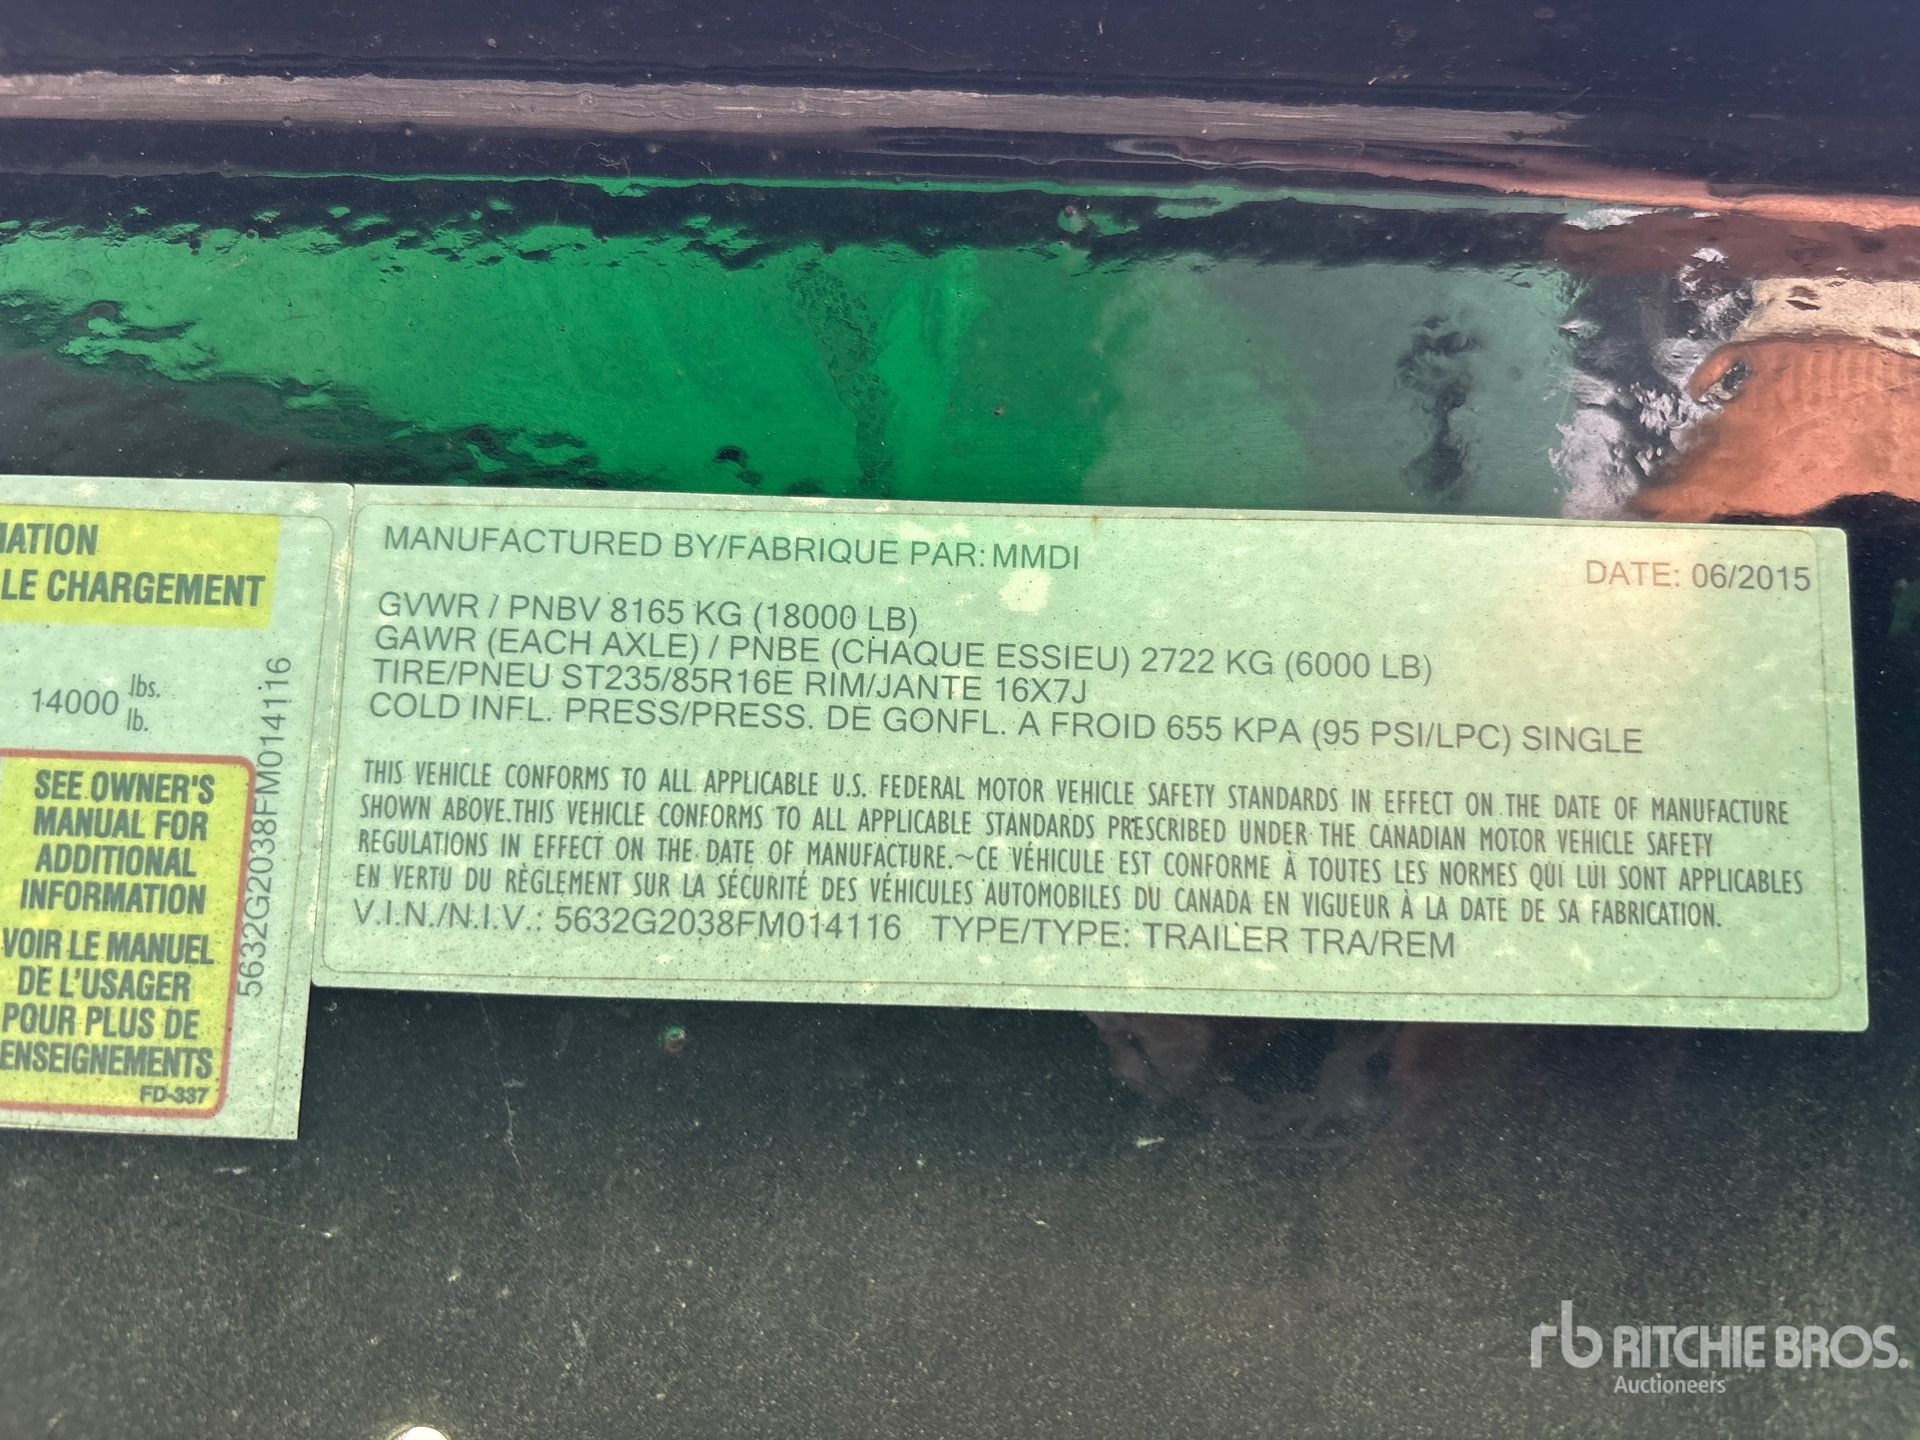 MATION
LE CHARGEMENT
14000 lbs.
lb.
SEE OWNER'S
MANUAL FOR
ADDITIONAL
INFORMATION
VOIR LE MANUEL
DE L'USAGER
POUR PLUS DE
ENSEIGNEMENTS
FD-337
5632G2038FM014116
MANUFACTURED BY/FABRIQUE PAR: MMDI
DATE: 06/2015
GVWR / PNBV 8165 KG (18000 LB)
GAWR (EACH AXLE) / PNBE (CHAQUE ESSIEU) 2722 KG (6000 LB)
TIRE/PNEU ST235/85R16E RIM/JANTE 16X7J
COLD INFL. PRESS/PRESS. DE GONFL. A FROID 655 KPA (95 PSI/LPC) SINGLE
THIS VEHICLE CONFORMS TO ALL APPLICABLE U.S. FEDERAL MOTOR VEHICLE SAFETY STANDARDS IN EFFECT ON THE DATE OF MANUFACTURE
SHOWN ABOVE.THIS VEHICLE CONFORMS TO ALL APPLICABLE STANDARDS PRESCRIBED UNDER THE CANADIAN MOTOR VEHICLE SAFETY
REGULATIONS IN EFFECT ON THE DATE OF MANUFACTURE.~CE VÉHICULE EST CONFORME À TOUTES LES NORMES QUI LUI SONT APPLICABLES
EN VERTU DU RÈGLEMENT SUR LA SÉCURITÉ DES VÉHICULES AUTOMOBILES DU CANADA EN VIGUEUR À LA DATE DE SA FABRICATION.
V.I.N./N.I.V.: 5632G2038FM014116 TYPE/TYPE: TRAILER TRA/REM
rb RITCHIE BROS.
Auctioneers